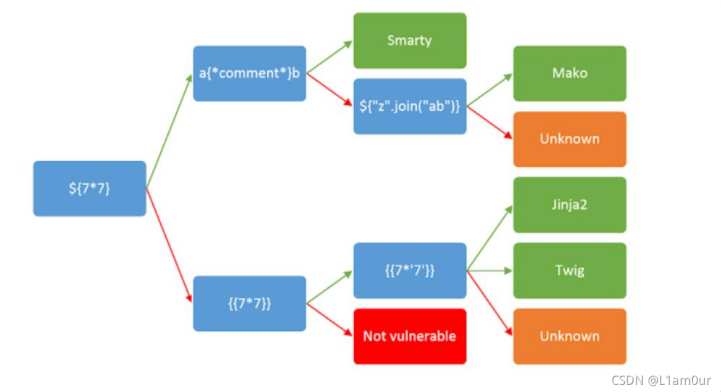 Smarty
a{*comment*}b
Mako
${"z".join("ab")}
Unknown
${7*7}
Jinja2
{{7*'7'}}
Twig
{{7*7}}
Not vulnerable
Unknown
CSDN @L1am0ur